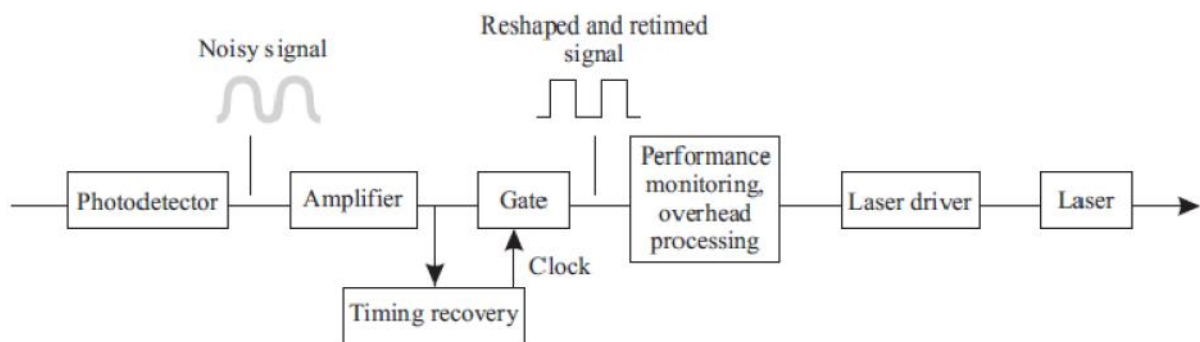 Reshaped and retimed
signal
Noisy signal
Photodetector
Amplifier
Gate
Performance
monitoring,
overhead
processing
Laser driver
Laser
Clock
Timing recovery